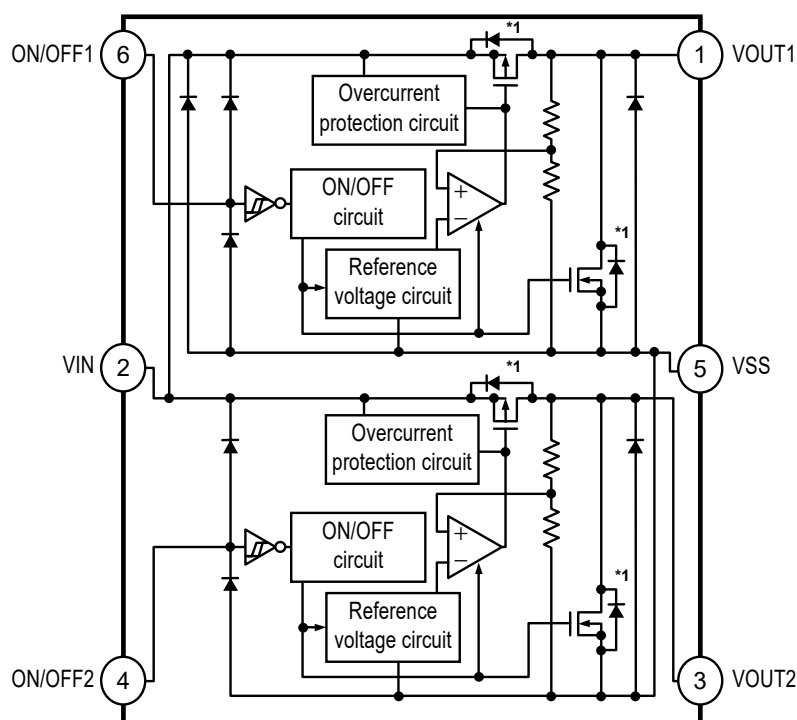 ON/OFF1
6
*1
1
VOUT1
Overcurrent
protection circuit
ON/OFF
circuit
+
−
*1
Reference
voltage circuit
VIN
2
5
VSS
*1
Overcurrent
protection circuit
ON/OFF
circuit
+
−
*1
Reference
voltage circuit
ON/OFF2
4
3
VOUT2